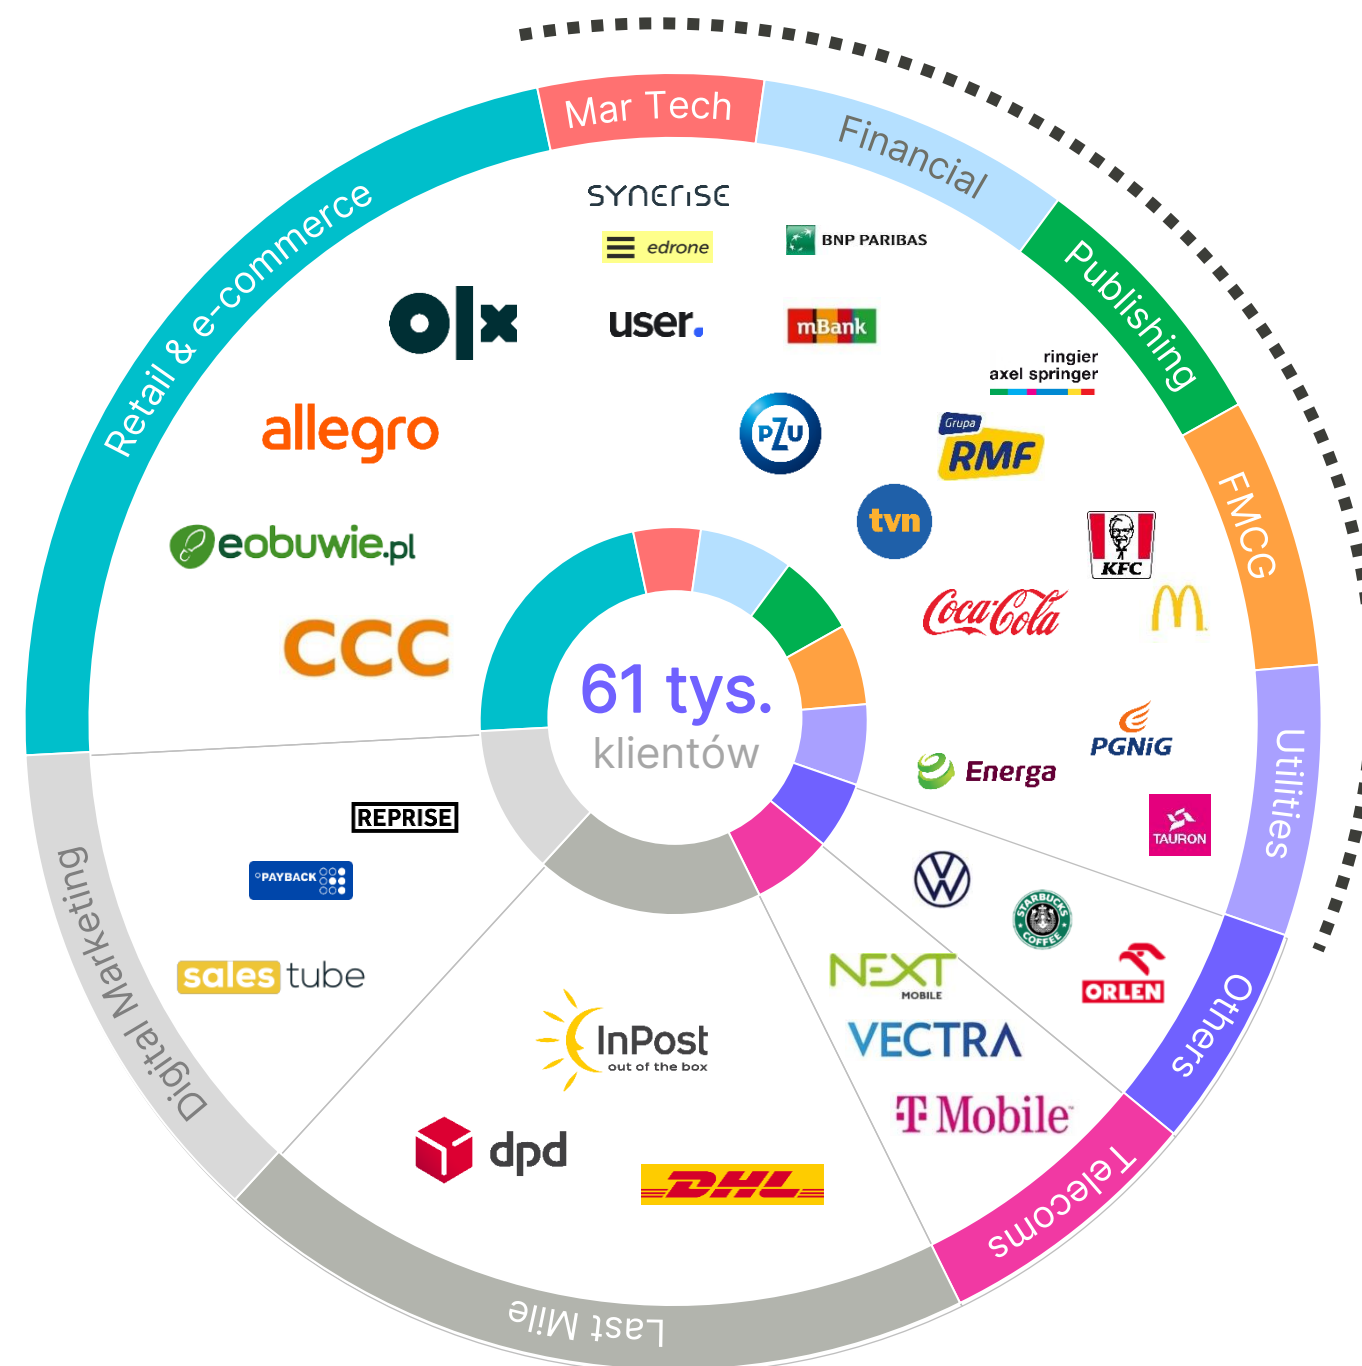 Mar Tech
Financial
Publishing
FMCG
Utilities
Others
Telecoms
Last Mile
Digital Marketing
Retail & e-commerce
SYNERISE
edrone
user.
BNP PARIBAS
mBank
PZU
ringier
axel springer
Grupa
RMF
tvn
KFC
Coca-Cola
PGNiG
Energa
TAURON
STARBUCKS
COFFEE
ORLEN
NEXT
MOBILE
VECTRA
T Mobile
InPost
out of the box
dpd
DHL
REPRISE
PAYBACK
sales tube
olx
allegro
eobuwie.pl
CCC
61 tys.
klientów